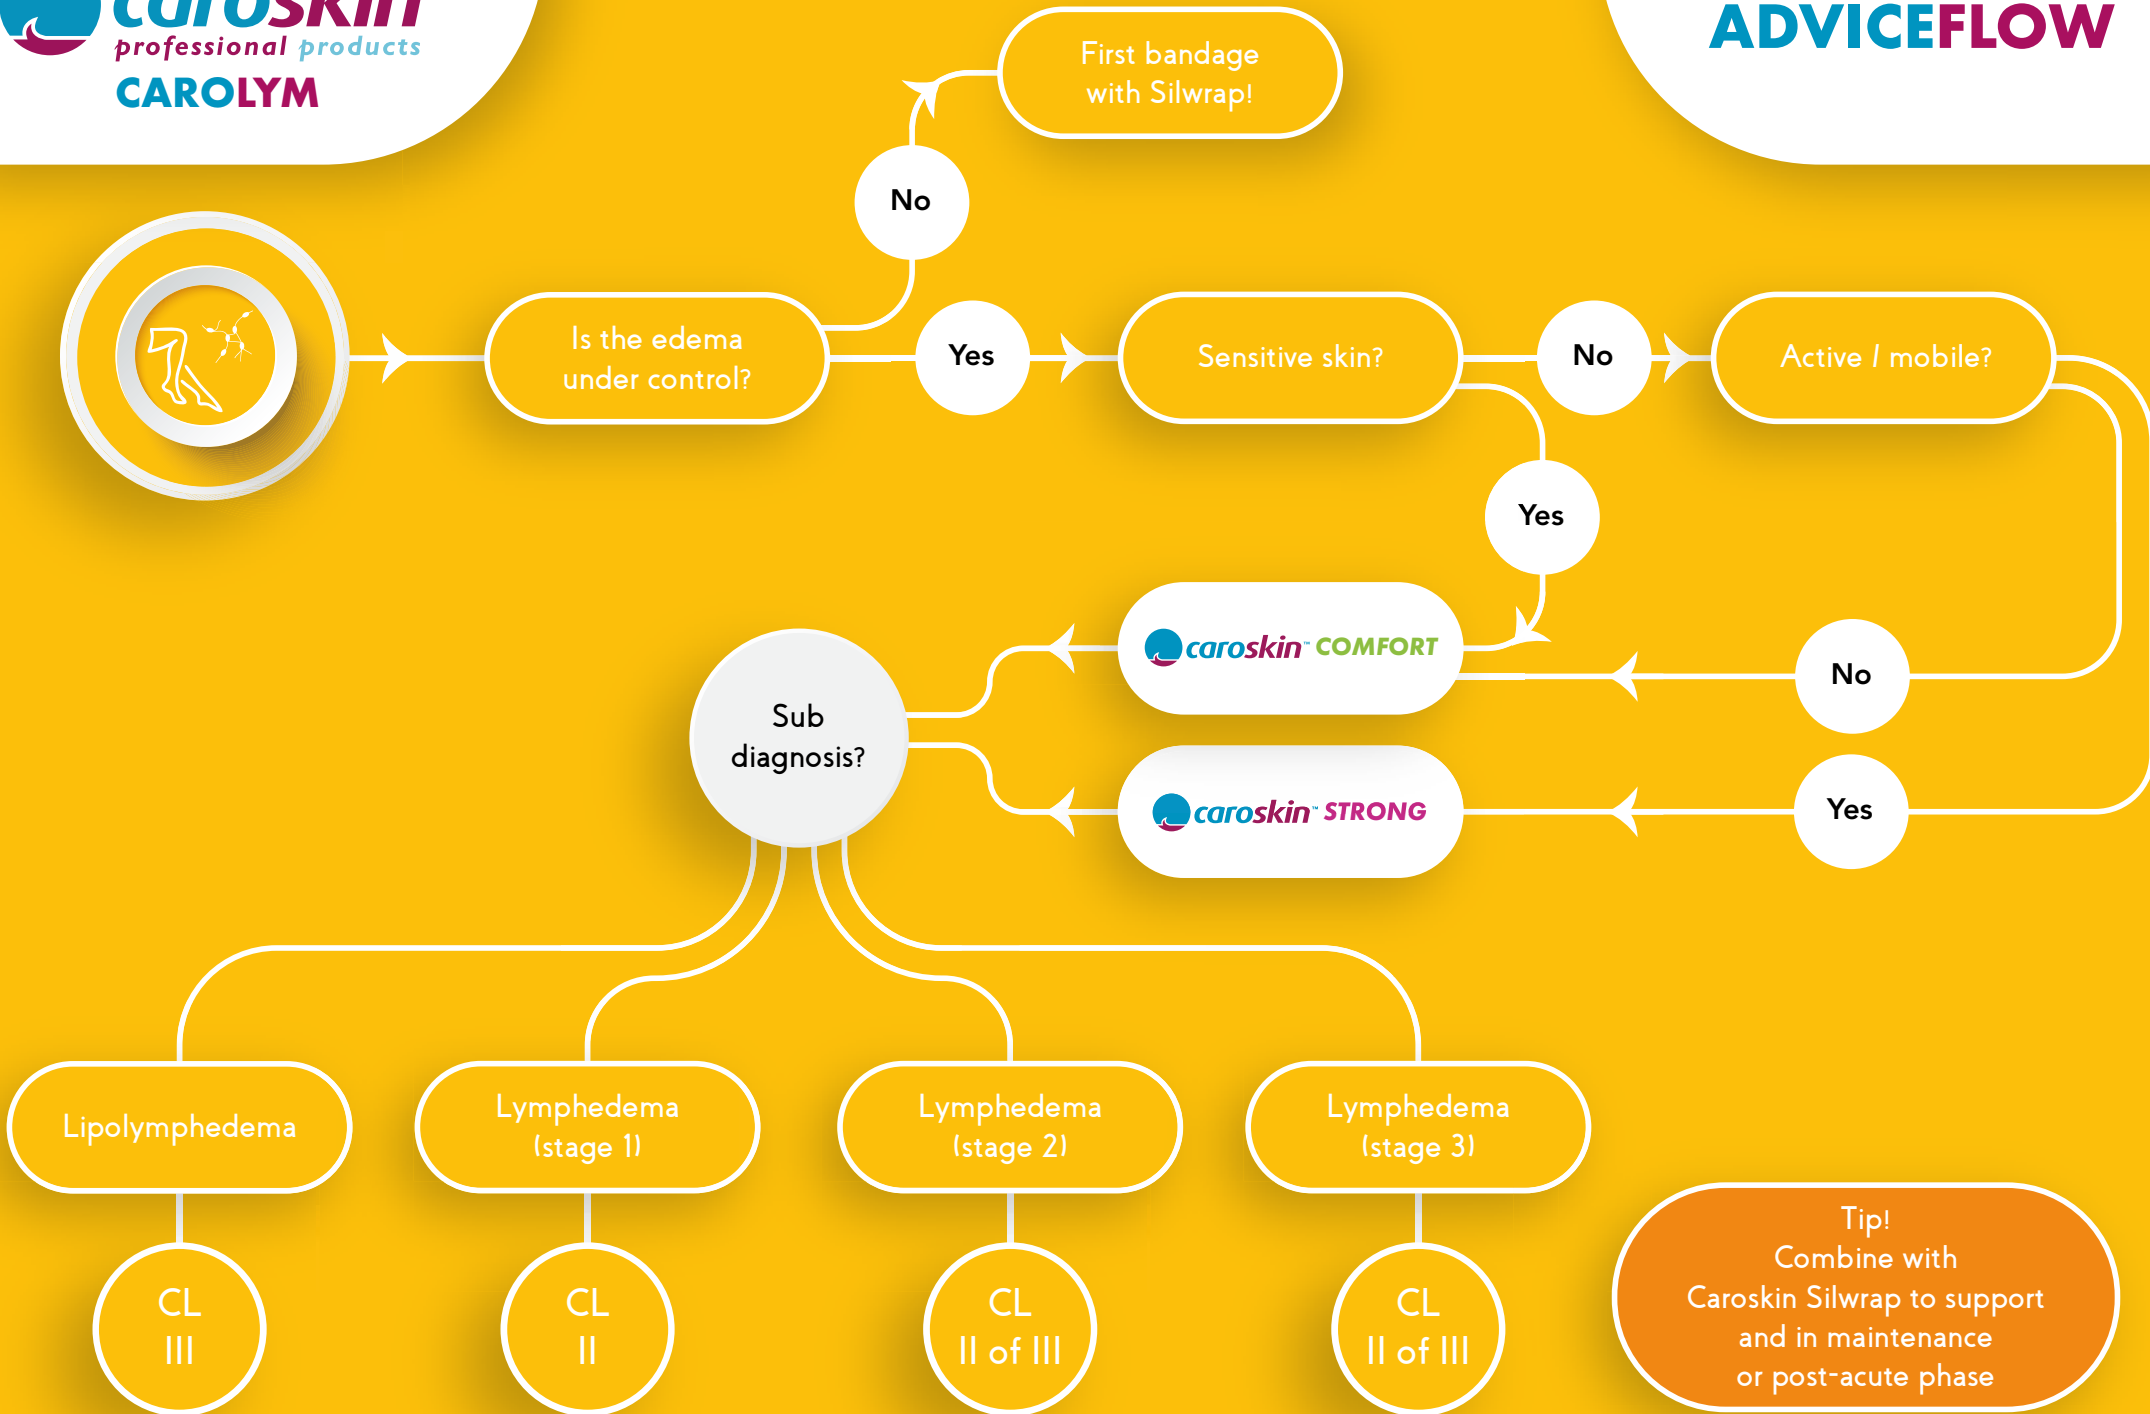 caroskin
professional products
CAROLYM
ADVICEFLOW
First bandage
with Silwrap!
No
Is the edema
under control?
Yes
Sensitive skin?
No
Active / mobile?
Yes
caroskin™ COMFORT
No
Sub
diagnosis?
caroskin™ STRONG
Yes
Lipolymphedema
Lymphedema
(stage 1)
Lymphedema
(stage 2)
Lymphedema
(stage 3)
CL
III
CL
II
CL
II of III
CL
II of III
Tip!
Combine with
Caroskin Silwrap to support
and in maintenance
or post-acute phase